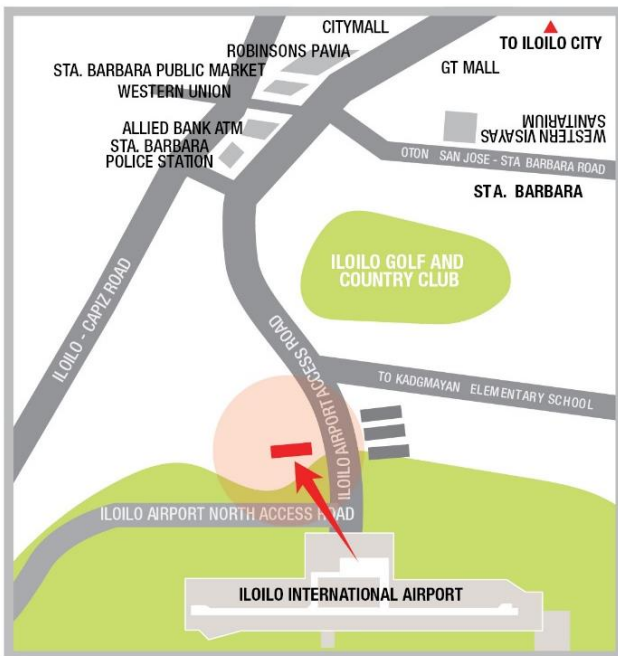 CITYMALL
TO ILOILO CITY
ROBINSONS PAVIA
GT MALL
STA. BARBARA PUBLIC MARKET
WESTERN UNION
ALLIED BANK ATM
STA. BARBARA
POLICE STATION
WESTERN VISAYAS
SANITARIUM
OTON SAN JOSE - STA BARBARA ROAD
STA. BARBARA
ILOILO GOLF AND
COUNTRY CLUB
ILOILO - CAPIZ ROAD
ILOILO AIRPORT ACCESS ROAD
TO KADGMAYAN ELEMENTARY SCHOOL
ILOILO AIRPORT NORTH ACCESS ROAD
ILOILO INTERNATIONAL AIRPORT